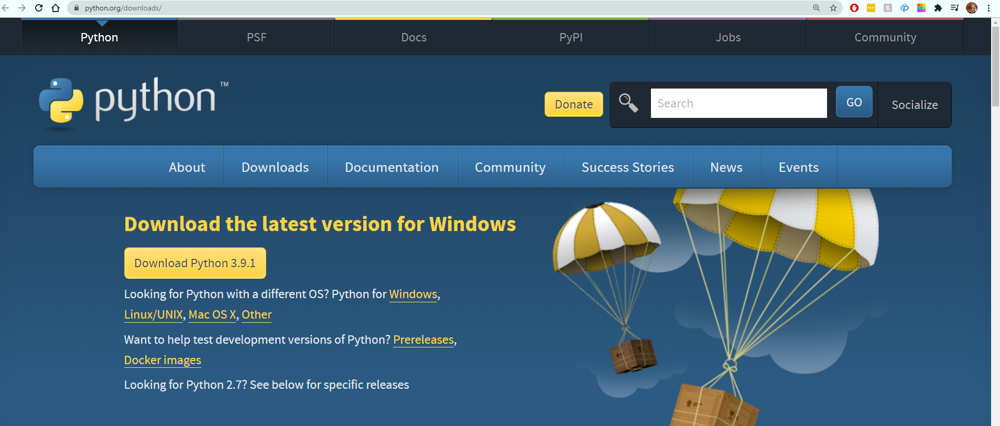 python.org/downloads/
Python
PSF
Docs
PyPI
Jobs
Community
python™
Donate
Search
GO
Socialize
About
Downloads
Documentation
Community
Success Stories
News
Events
Download the latest version for Windows
Download Python 3.9.1
Looking for Python with a different OS? Python for Windows,
Linux/UNIX, Mac OS X, Other
Want to help test development versions of Python? Prereleases,
Docker images
Looking for Python 2.7? See below for specific releases